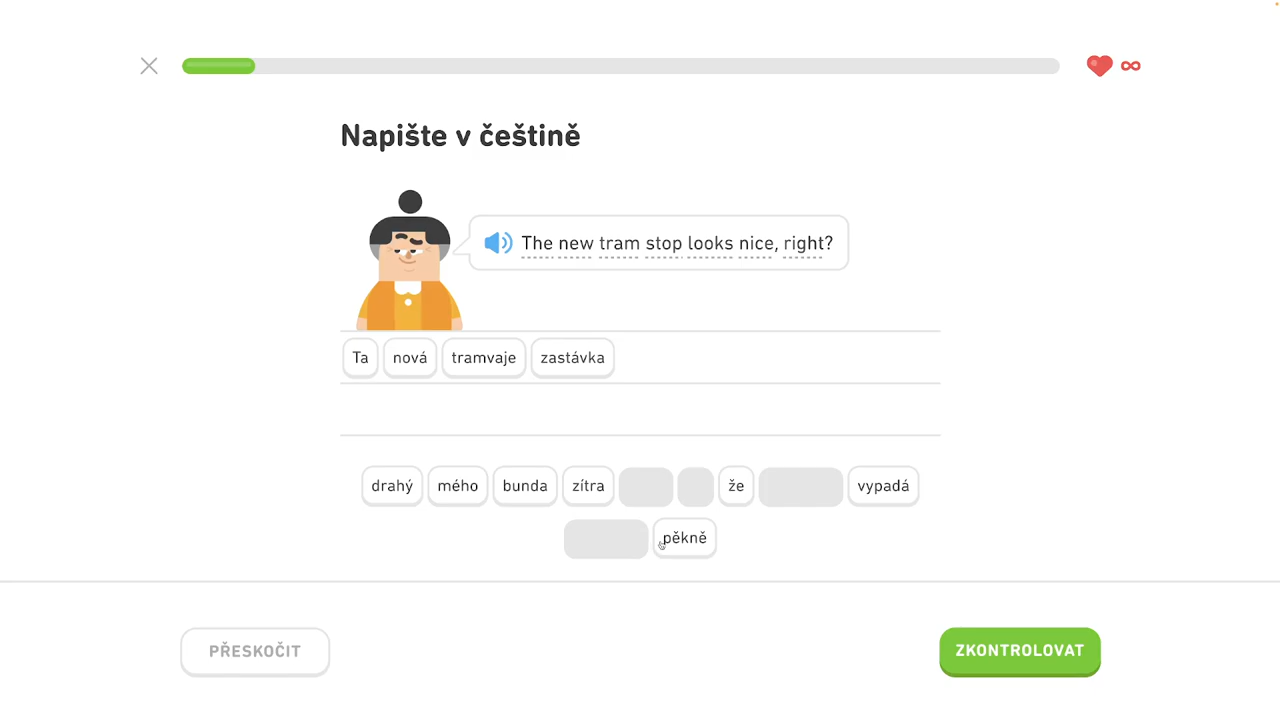 Napište v češtině
The new tram stop looks nice, right?
Ta nová tramvaje zastávka
drahý mého bunda zítra že vypadá
pěkně
PŘESKOČIT ZKONTROLOVAT